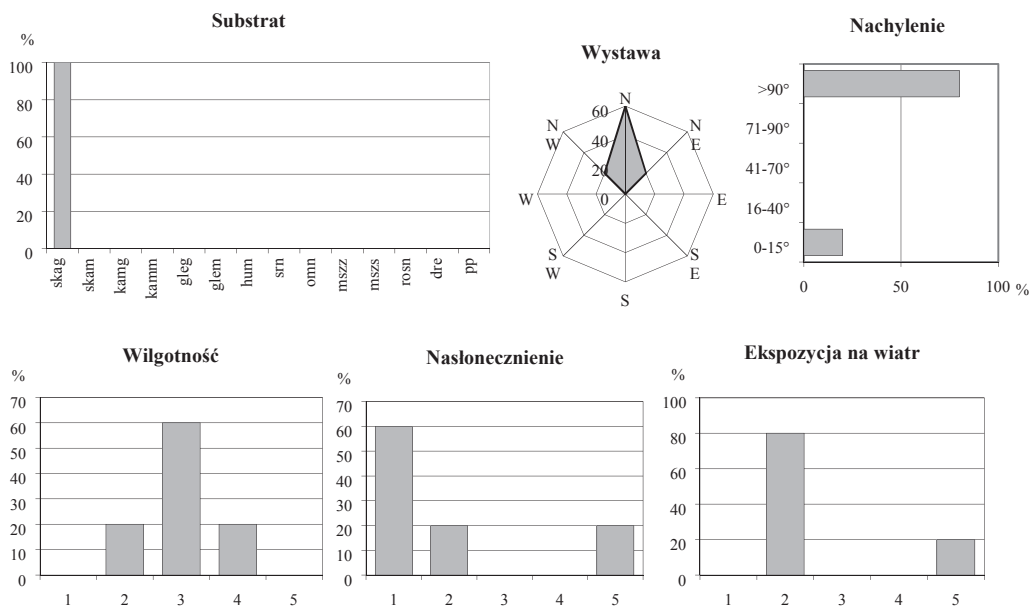 Substrat
%
100
80
60
40
20
0
skag
skam
kamg
kamm
gleg
glem
hum
srn
omn
mszz
mszs
rosn
dre
pp
Wystawa
N
N E
E
S E
S
S W
W
N W
60
40
20
0
Nachylenie
>90°
71-90°
41-70°
16-40°
0-15°
0 50 100 %
Wilgotność
%
70
60
50
40
30
20
10
0
1 2 3 4 5
Nasłonecznienie
%
70
60
50
40
30
20
10
0
1 2 3 4 5
Ekspozycja na wiatr
%
100
80
60
40
20
0
1 2 3 4 5